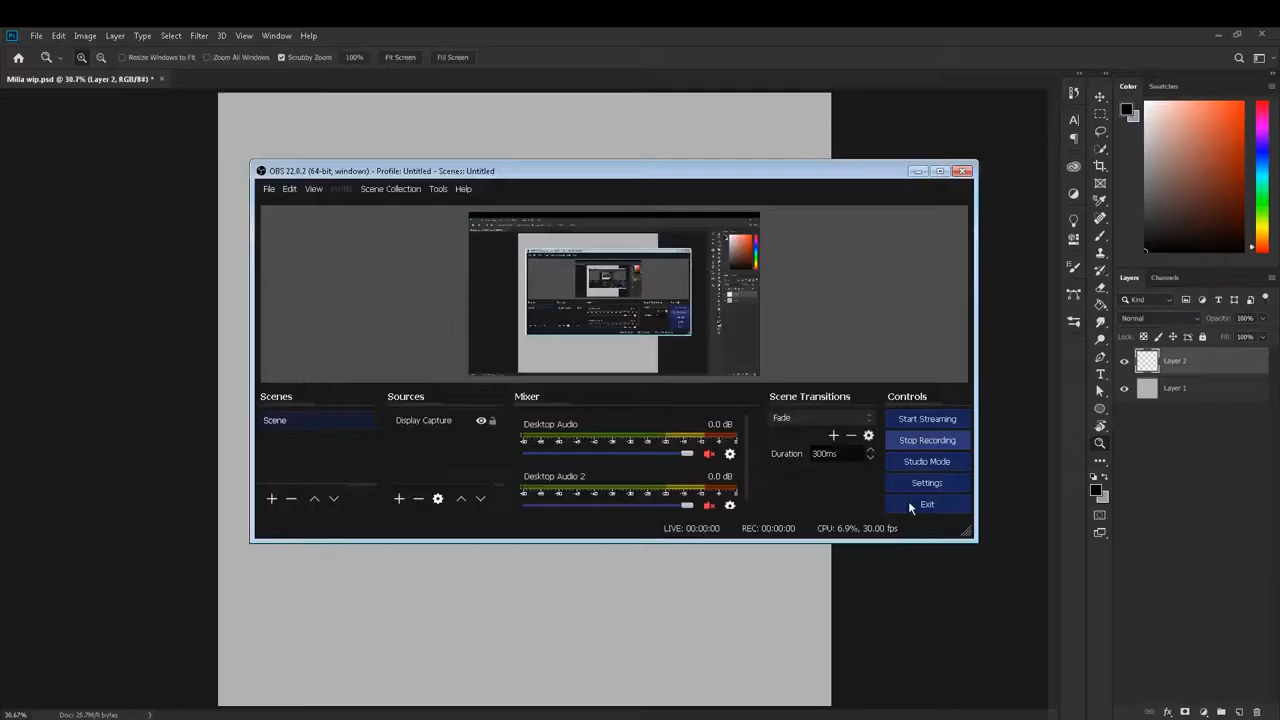 Ps File Edit Image Layer Type Select Filter 3D View Window Help
Resize Windows to Fit Zoom All Windows Scrubby Zoom 100% Fit Screen Fill Screen
Milia wip.psd @ 30.7% (Layer 2, RGB/8#) *
Color Swatches
OBS 22.0.2 (64-bit, windows) - Profile: Untitled - Scenes: Untitled
File Edit View Profile Scene Collection Tools Help
Layers Channels
Kind
Normal Opacity: 100%
Lock: Fill: 100%
Layer 2
Layer 1
Scenes Sources Mixer Scene Transitions Controls
Scene
Display Capture
Desktop Audio 0.0 dB
Desktop Audio 2 0.0 dB
Fade
Duration 300ms
Start Streaming
Stop Recording
Studio Mode
Settings
Exit
LIVE: 00:00:00 REC: 00:00:00 CPU: 6.9%, 30.00 fps
30.67% Doc: 25.7M/0 bytes